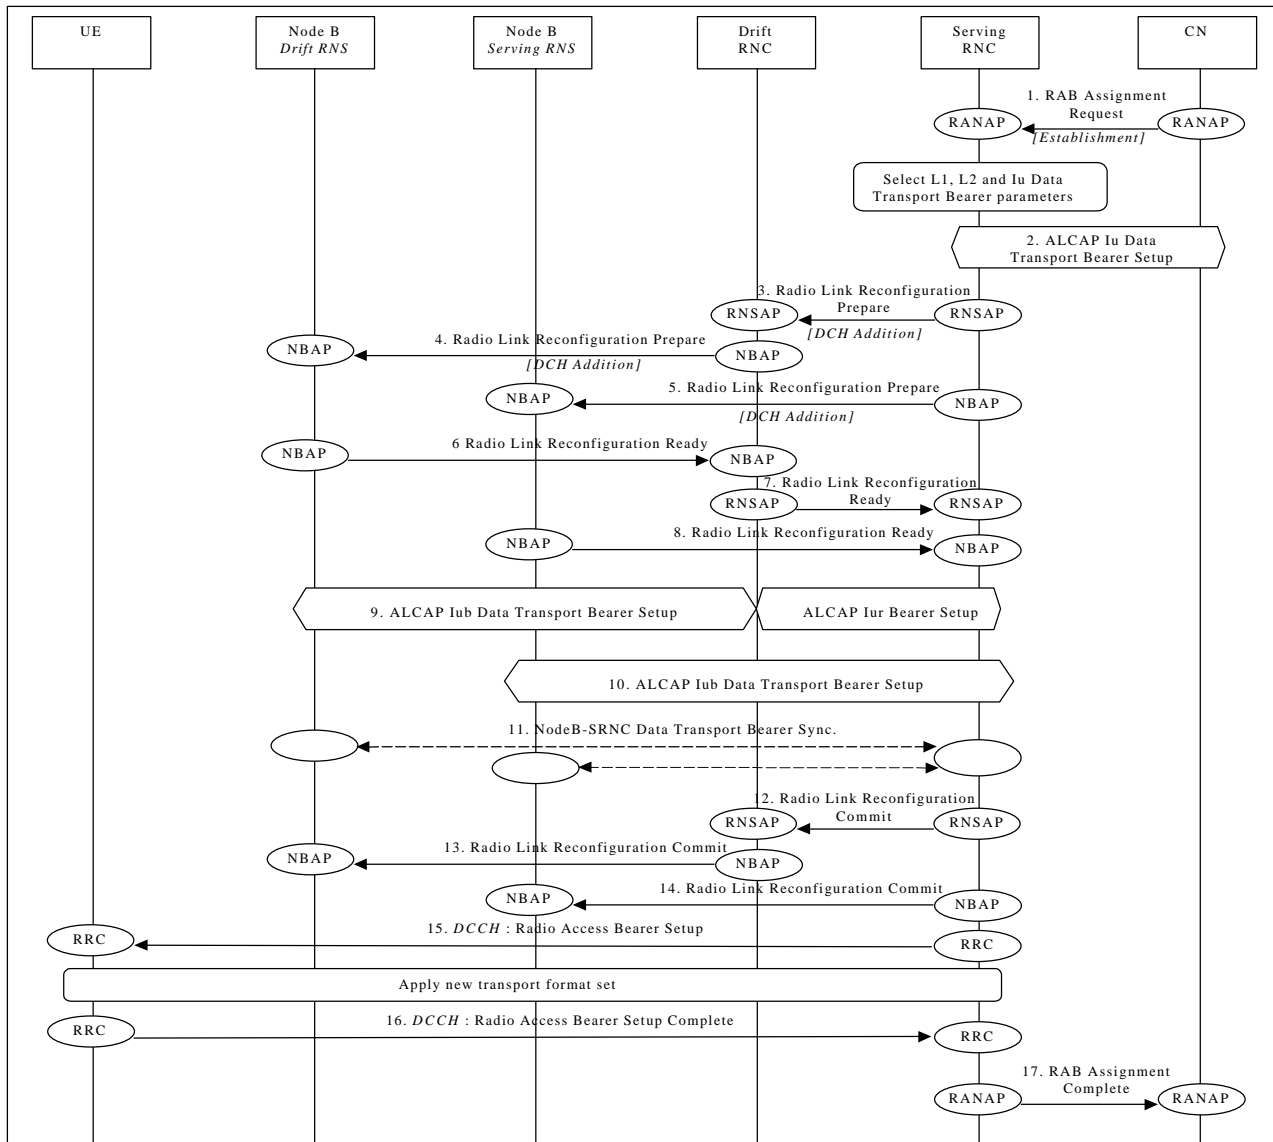 UE
Node B
Drift RNS
Node B
Serving RNS
Drift
RNC
Serving
RNC
CN
1. RAB Assignment
Request
RANAP
RANAP
[Establishment]
Select L1, L2 and Iu Data
Transport Bearer parameters
2. ALCAP Iu Data
Transport Bearer Setup
3. Radio Link Reconfiguration
Prepare
RNSAP
RNSAP
[DCH Addition]
4. Radio Link Reconfiguration Prepare
NBAP
NBAP
[DCH Addition]
5. Radio Link Reconfiguration Prepare
NBAP
NBAP
[DCH Addition]
6 Radio Link Reconfiguration Ready
NBAP
NBAP
7. Radio Link Reconfiguration
Ready
RNSAP
RNSAP
8. Radio Link Reconfiguration Ready
NBAP
NBAP
9. ALCAP Iub Data Transport Bearer Setup
ALCAP Iur Bearer Setup
10. ALCAP Iub Data Transport Bearer Setup
11. NodeB-SRNC Data Transport Bearer Sync.
12. Radio Link Reconfiguration
Commit
RNSAP
RNSAP
13. Radio Link Reconfiguration Commit
NBAP
NBAP
14. Radio Link Reconfiguration Commit
NBAP
NBAP
15. DCCH : Radio Access Bearer Setup
RRC
RRC
Apply new transport format set
16. DCCH : Radio Access Bearer Setup Complete
RRC
RRC
17. RAB Assignment
Complete
RANAP
RANAP